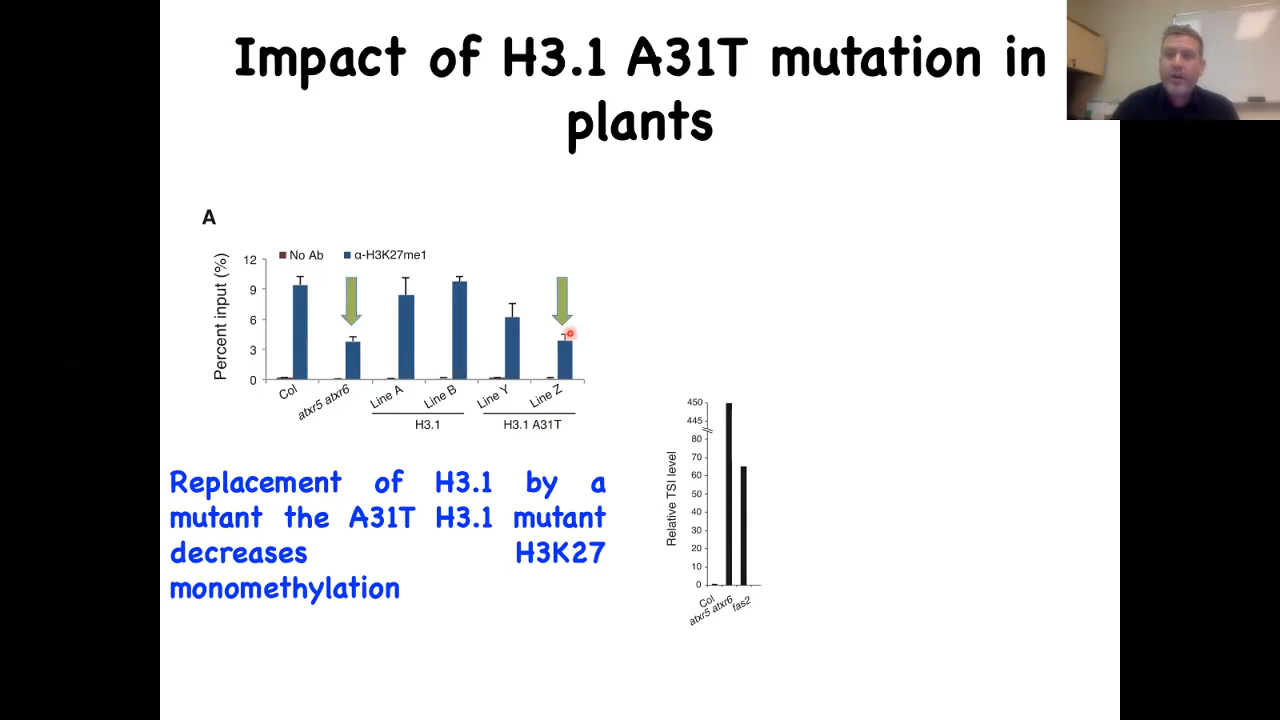 Impact of H3.1 A31T mutation in
plants
A
No Ab α-H3K27me1
Percent input (%)
12
9
6
3
0
Col
atxr5 atxr6
Line A
Line B
Line Y
Line Z
H3.1
H3.1 A31T
Replacement of H3.1 by a
mutant the A31T H3.1 mutant
decreases H3K27
monomethylation
Relative TSI level
450
445
80
70
60
50
40
30
20
10
0
Col
atxr5 atxr6
fas2